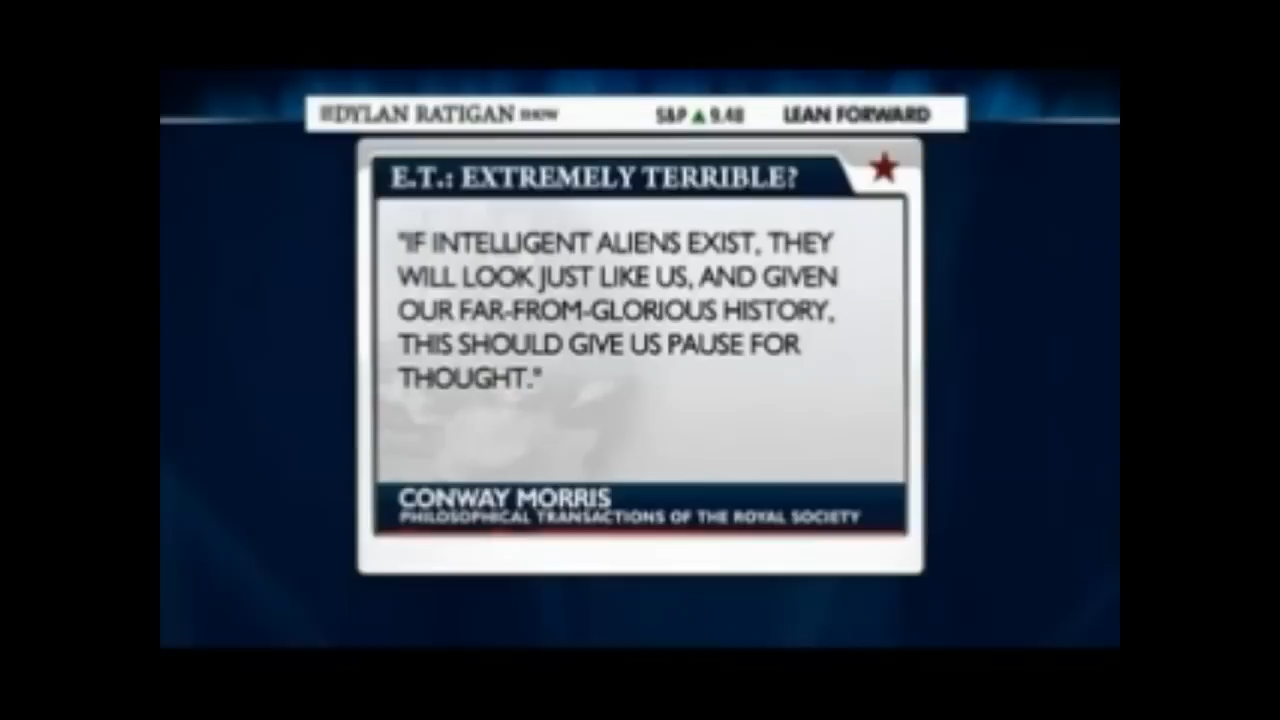 THE DYLAN RATIGAN SHOW S&P ▲ 9.48 LEAN FORWARD
E.T.: EXTREMELY TERRIBLE?
"IF INTELLIGENT ALIENS EXIST, THEY
WILL LOOK JUST LIKE US, AND GIVEN
OUR FAR-FROM-GLORIOUS HISTORY,
THIS SHOULD GIVE US PAUSE FOR
THOUGHT."
CONWAY MORRIS
PHILOSOPHICAL TRANSACTIONS OF THE ROYAL SOCIETY